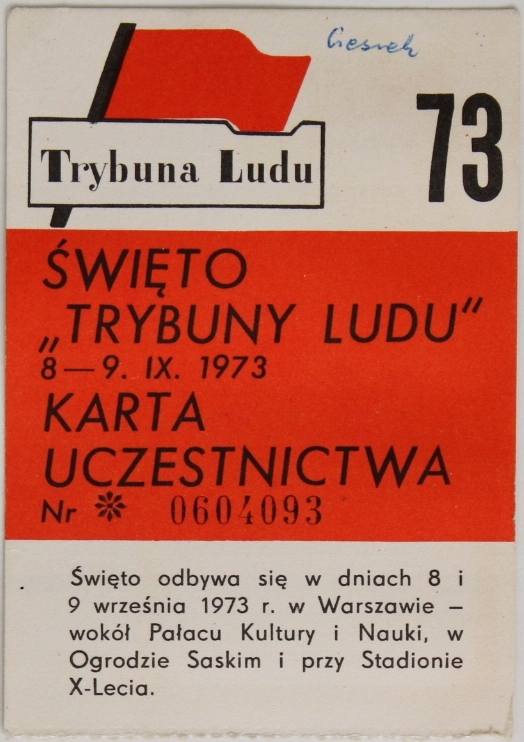 73
Trybuna Ludu
ŚWIĘTO
„TRYBUNY LUDU“
8—9. IX. 1973
KARTA
UCZESTNICTWA
Nr * 0604093
Święto odbywa się w dniach 8 i
9 września 1973 r. w Warszawie –
wokół Pałacu Kultury i Nauki, w
Ogrodzie Saskim i przy Stadionie
X-Lecia.